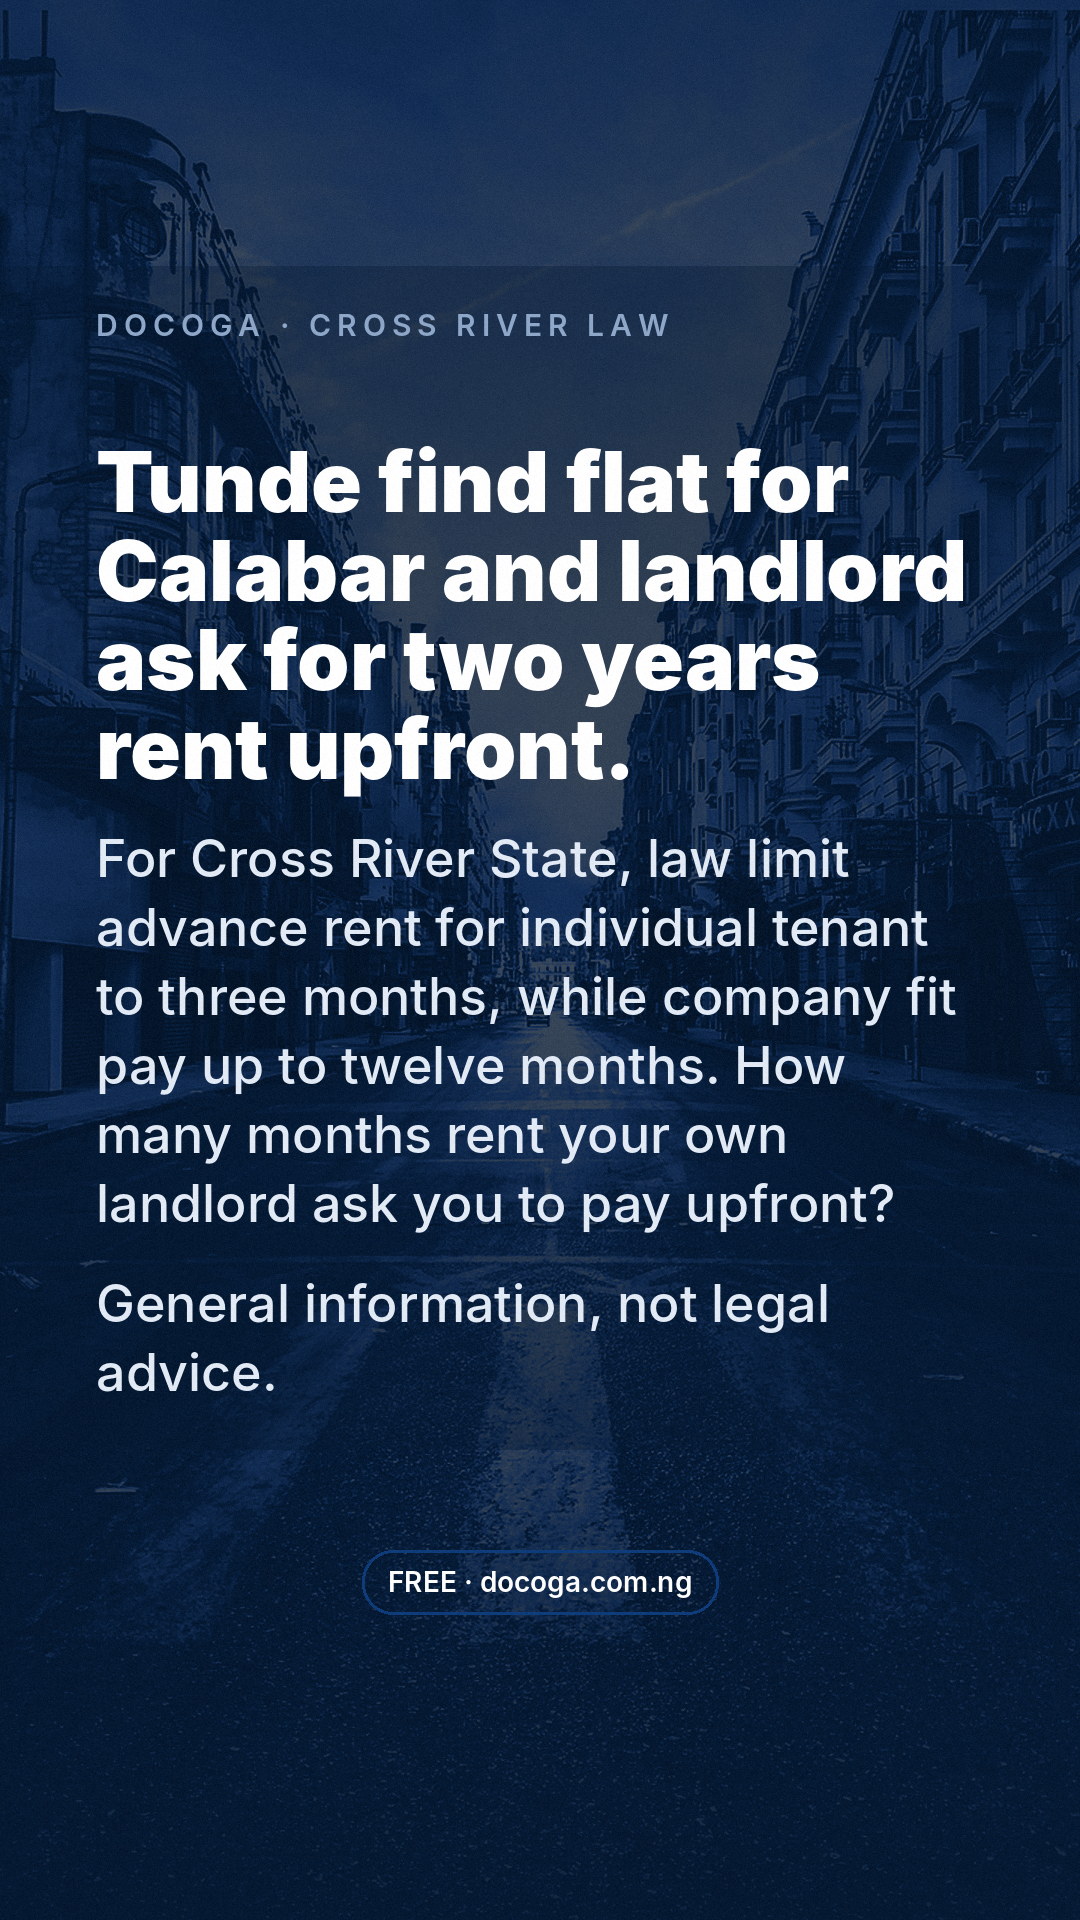 DOCOGA · CROSS RIVER LAW
Tunde find flat for
Calabar and landlord
ask for two years
rent upfront.
For Cross River State, law limit
advance rent for individual tenant
to three months, while company fit
pay up to twelve months. How
many months rent your own
landlord ask you to pay upfront?
General information, not legal
advice.
FREE · docoga.com.ng